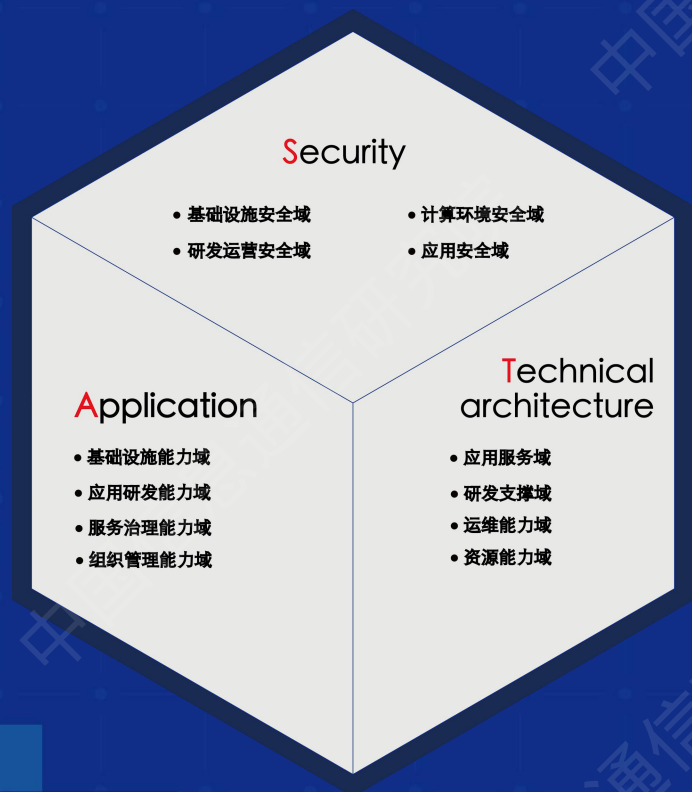 Security
• 基础设施安全域
• 计算环境安全域
• 研发运营安全域
• 应用安全域
Application
• 基础设施能力域
• 应用研发能力域
• 服务治理能力域
• 组织管理能力域
Technical
architecture
• 应用服务域
• 研发支撑域
• 运维能力域
• 资源能力域